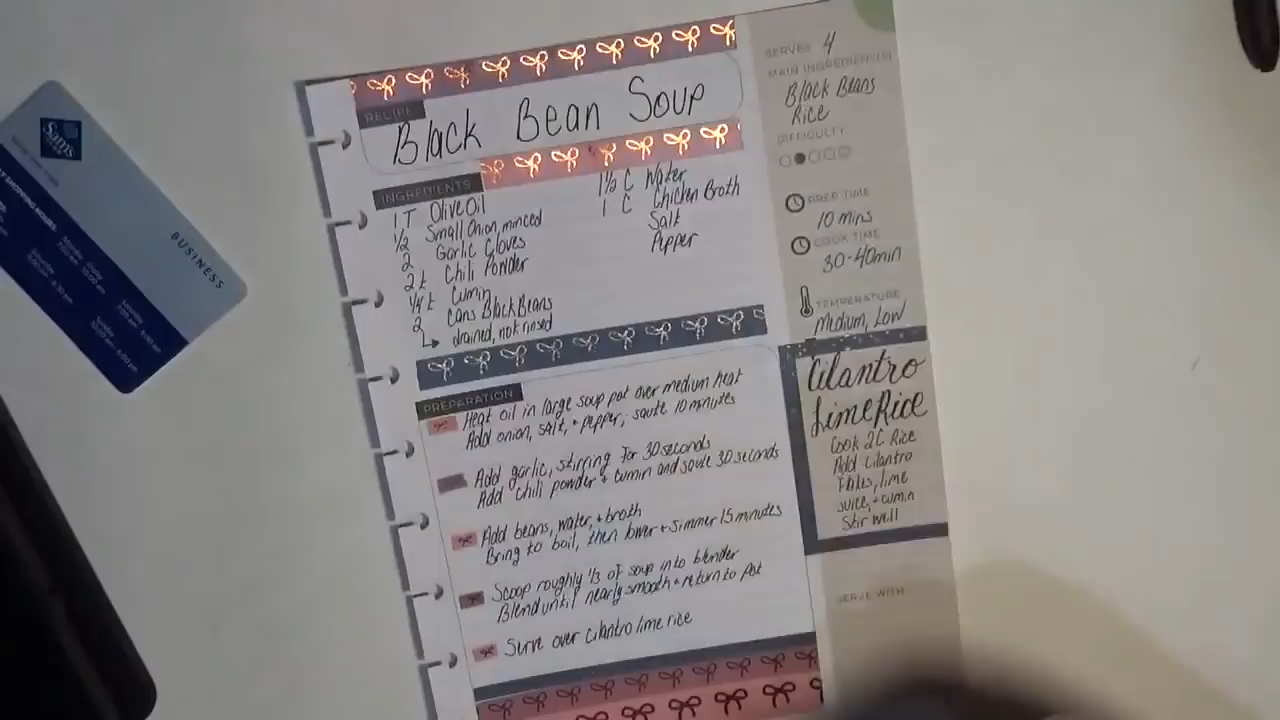 RECIPE
Black Bean Soup
INGREDIENTS
1 T Olive Oil
1/2 Small Onion, minced
2 Garlic Cloves
2 t Chili Powder
1/4 t Cumin
2 Cans Black Beans
↳ drained, not rinsed
1 1/2 C Water
1 C Chicken Broth
Salt
Pepper
PREPARATION
Heat oil in large soup pot over medium heat
Add onion, salt, + pepper; saute 10 minutes
Add garlic, stirring for 30 seconds
Add chili powder + cumin and saute 30 seconds
Add beans, water, + broth
Bring to boil, then lower + simmer 15 minutes
Scoop roughly 1/3 of soup into blender
Blend until nearly smooth + return to pot
Serve over cilantro lime rice
SERVES 4
MAIN INGREDIENT(S)
Black Beans
Rice
DIFFICULTY
PREP TIME
10 mins
COOK TIME
30-40min
TEMPERATURE
Medium, Low
Cilantro
Lime Rice
Cook 2C Rice
Add cilantro
flakes, lime
juice, + cumin
Stir well
SERVE WITH
Sam's
BUSINESS